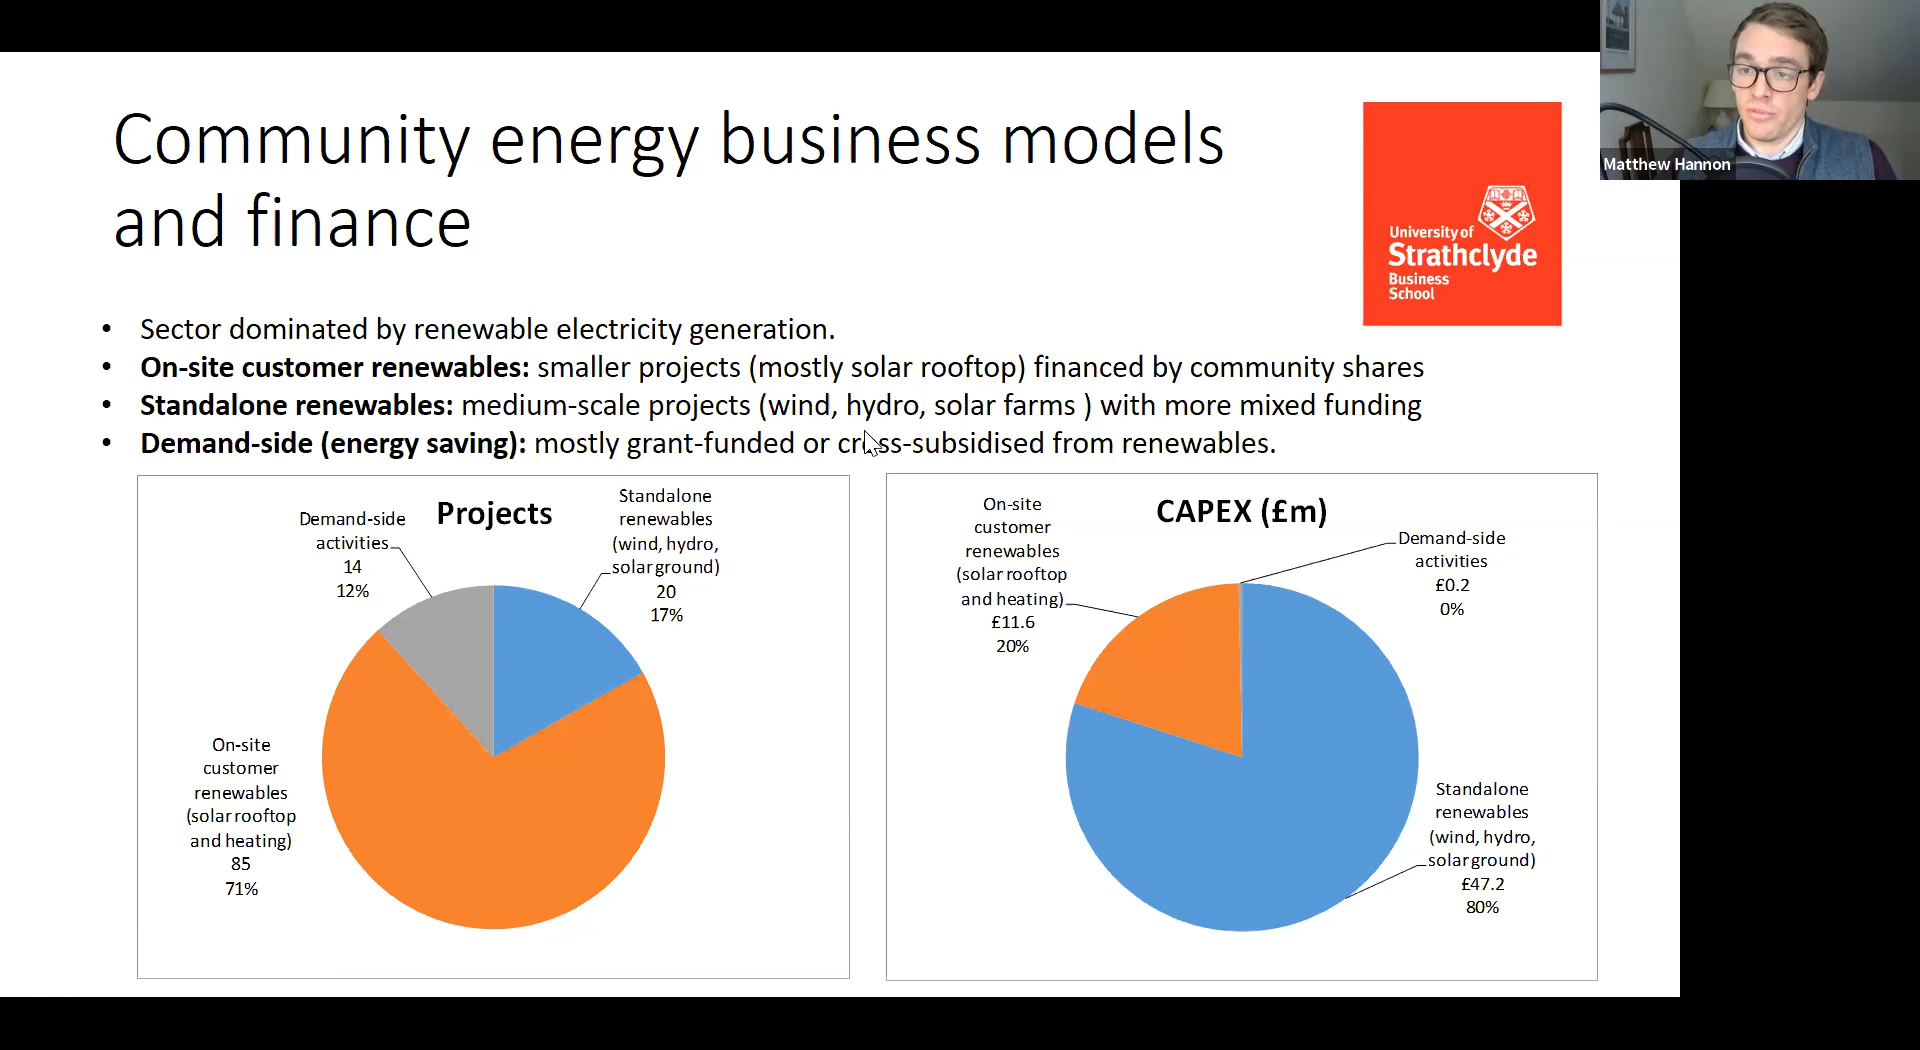 Community energy business models
and finance
University of
Strathclyde
Business
School
Matthew Hannon
• Sector dominated by renewable electricity generation.
• On-site customer renewables: smaller projects (mostly solar rooftop) financed by community shares
• Standalone renewables: medium-scale projects (wind, hydro, solar farms ) with more mixed funding
• Demand-side (energy saving): mostly grant-funded or cross-subsidised from renewables.
Projects
Demand-side
activities
14
12%
Standalone
renewables
(wind, hydro,
solar ground)
20
17%
On-site
customer
renewables
(solar rooftop
and heating)
85
71%
CAPEX (£m)
On-site
customer
renewables
(solar rooftop
and heating)
£11.6
20%
Demand-side
activities
£0.2
0%
Standalone
renewables
(wind, hydro,
solar ground)
£47.2
80%